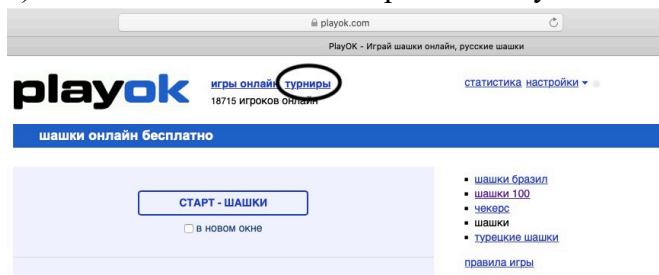 playok.com
PlayOK - Играй шашки онлайн, русские шашки
playok
игры онлайн турниры
18715 игроков онлайн
статистика настройки
шашки онлайн бесплатно
СТАРТ - ШАШКИ
в новом окне
шашки бразил
шашки 100
чекерс
шашки
турецкие шашки
правила игры